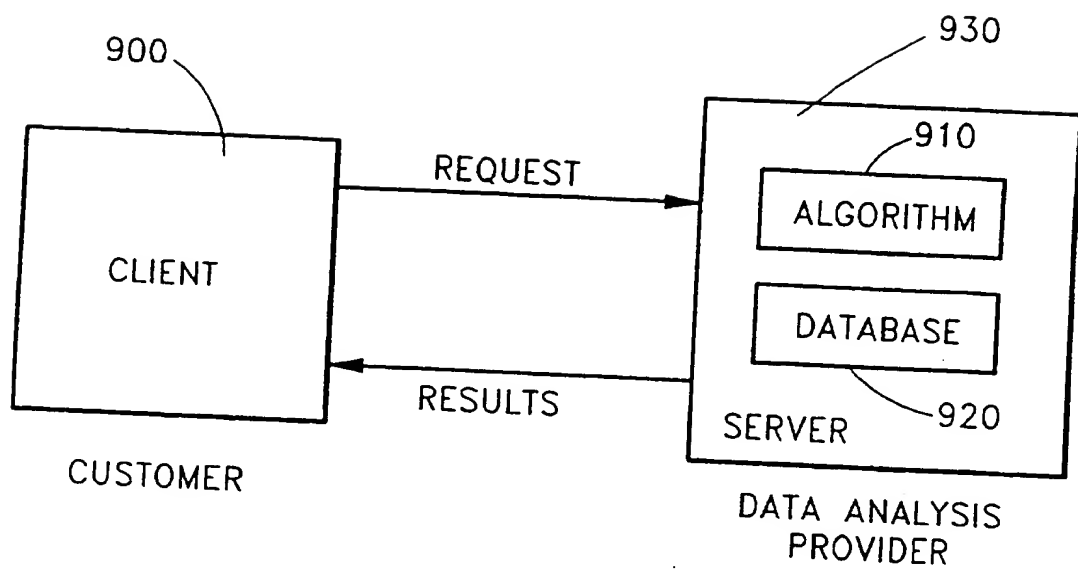 900
930
910
REQUEST
ALGORITHM
CLIENT
DATABASE
RESULTS
920
SERVER
CUSTOMER
DATA ANALYSIS
PROVIDER